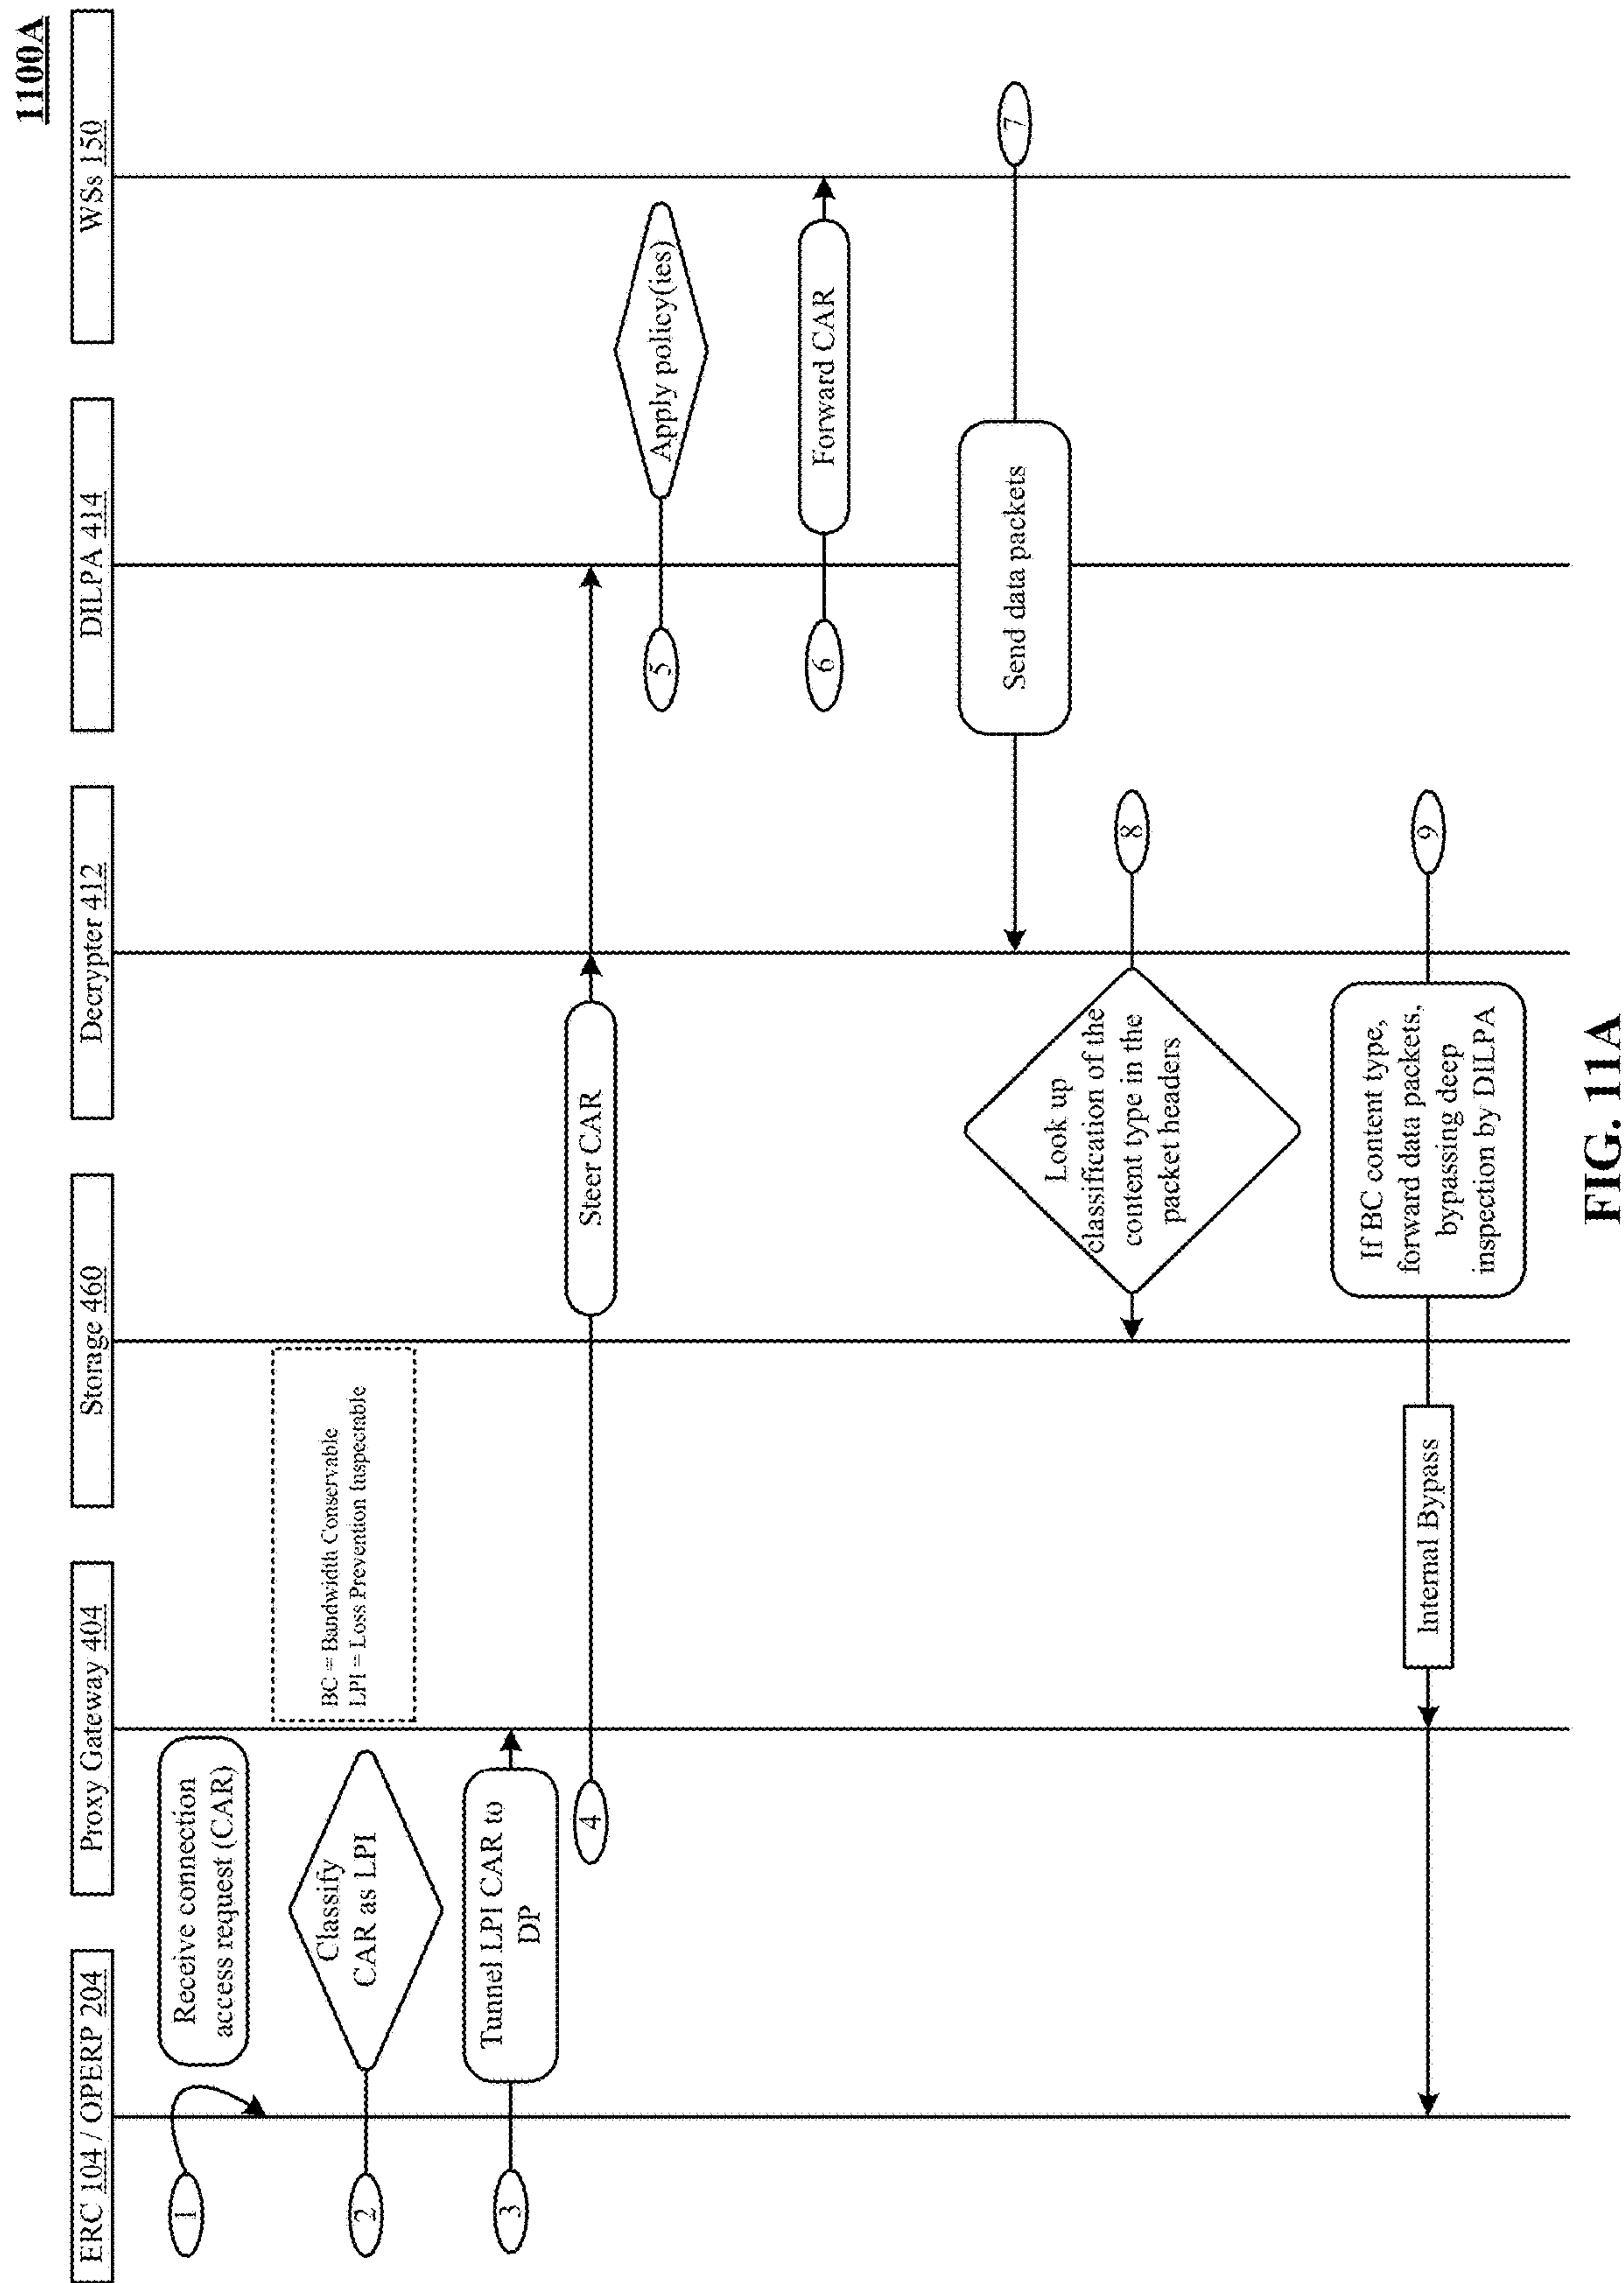 1100A
ERC 104 / OPERP 204
Proxy Gateway 404
Storage 460
Decrypter 412
DILPA 414
WSs 150
1
Receive connection
access request (CAR)
BC = Bandwidth Conservable
LPI = Loss Prevention Inspectable
2
Classify
CAR as LPI
3
Tunnel LPI CAR to
DP
4
Steer CAR
5
Apply policy(ies)
6
Forward CAR
7
Send data packets
8
Look up
classification of the
content type in the
packet headers
9
If BC content type,
forward data packets,
bypassing deep
inspection by DILPA
Internal Bypass
FIG. 11A